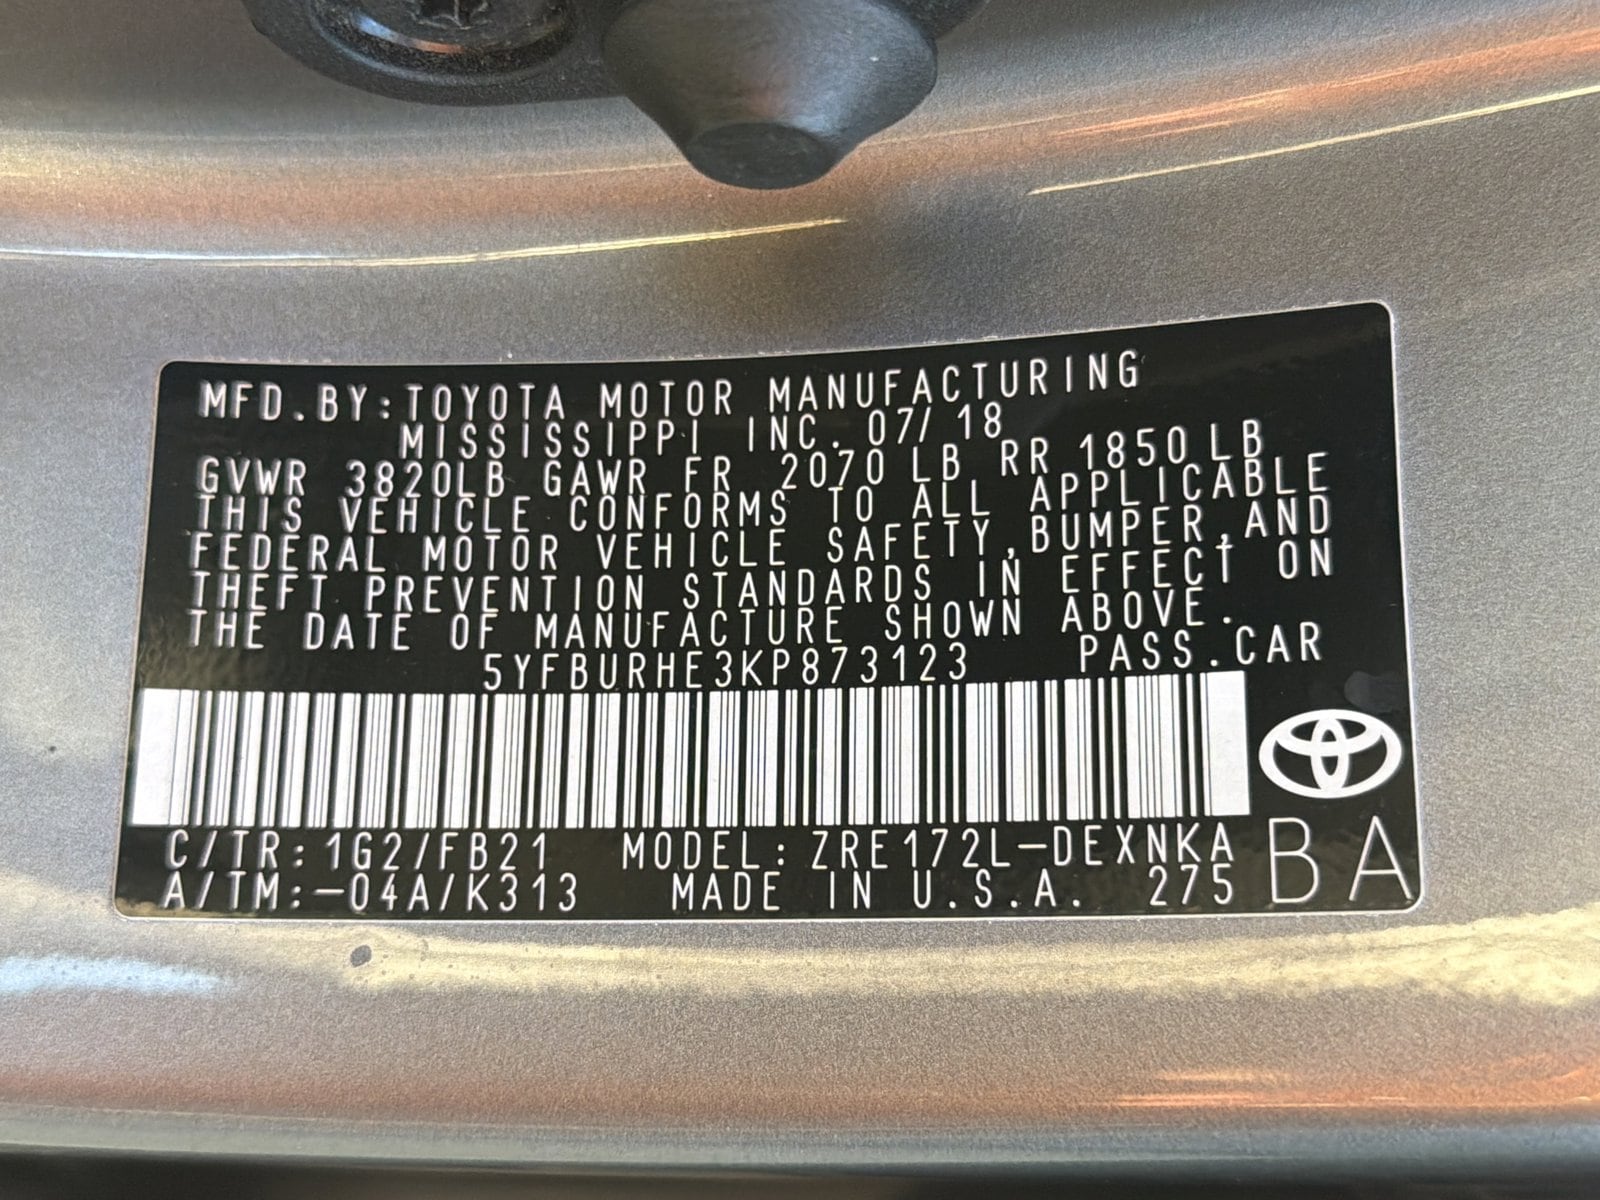 MFD.BY:TOYOTA MOTOR MANUFACTURING
MISSISSIPPI INC. 07/18
GVWR 3820LB GAWR FR 2070 LB RR 1850 LB
THIS VEHICLE CONFORMS TO ALL APPLICABLE
FEDERAL MOTOR VEHICLE SAFETY,BUMPER,AND
THEFT PREVENTION STANDARDS IN EFFECT ON
THE DATE OF MANUFACTURE SHOWN ABOVE.
5YFBURHE3KP873123 PASS.CAR
C/TR:1G2/FB21 MODEL:ZRE172L-DEXNKA
A/TM:-04A/K313 MADE IN U.S.A. 275
BA